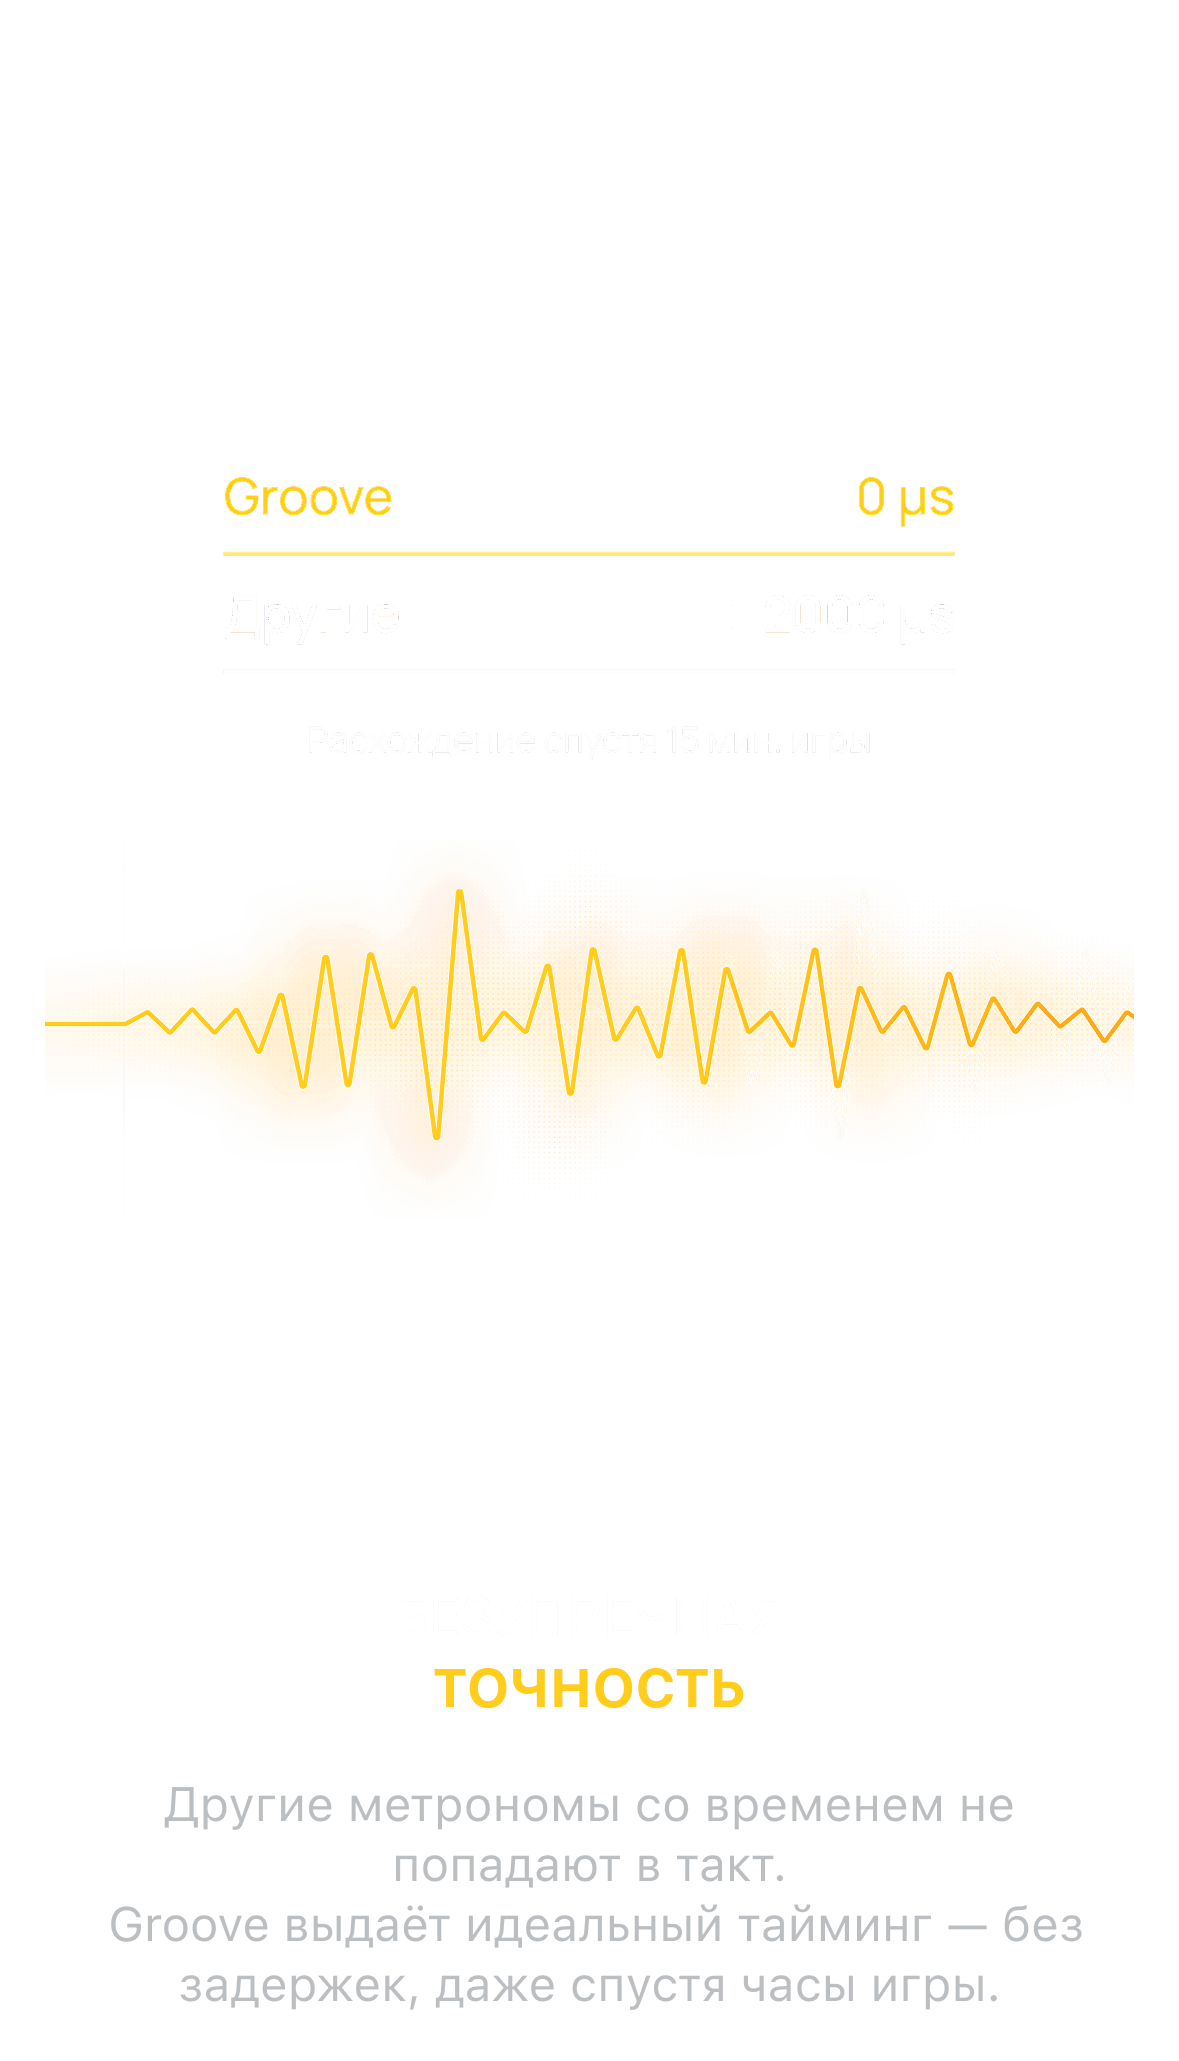 Groove 0 μs
Другие 2000 μs
Расхождение спустя 15 мин. игры
точность
Другие метрономы со временем не
попадают в такт.
Groove выдаёт идеальный тайминг — без
задержек, даже спустя часы игры.